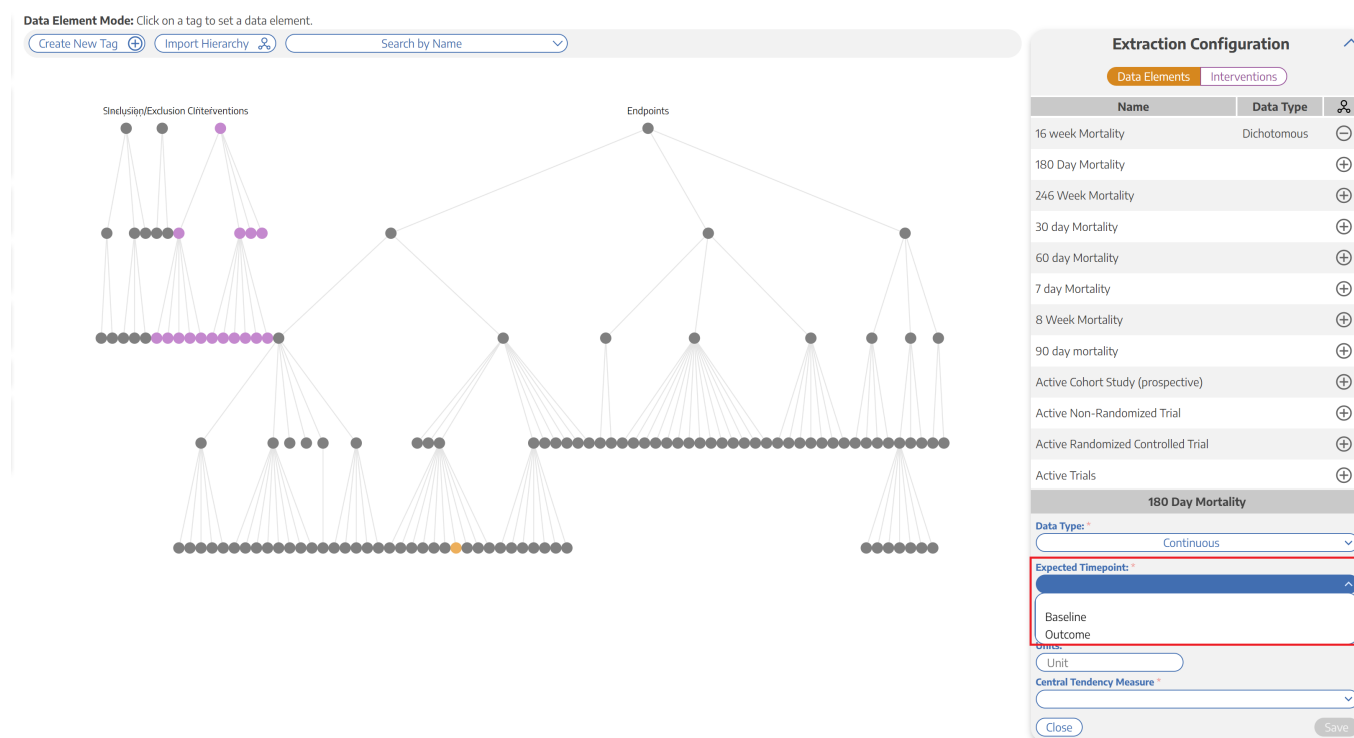 Data Element Mode: Click on a tag to set a data element.
Create New Tag
Import Hierarchy
Search by Name
Inclusion/Exclusion
Interventions
Endpoints
Extraction Configuration
Data Elements
Interventions
Name Data Type
16 week Mortality Dichotomous
180 Day Mortality
246 Week Mortality
30 day Mortality
60 day Mortality
7 day Mortality
8 Week Mortality
90 day mortality
Active Cohort Study (prospective)
Active Non-Randomized Trial
Active Randomized Controlled Trial
Active Trials
180 Day Mortality
Data Type: *
Continuous
Expected Timepoint: *
Baseline
Outcome
Units:
Unit
Central Tendency Measure *
Close
Save